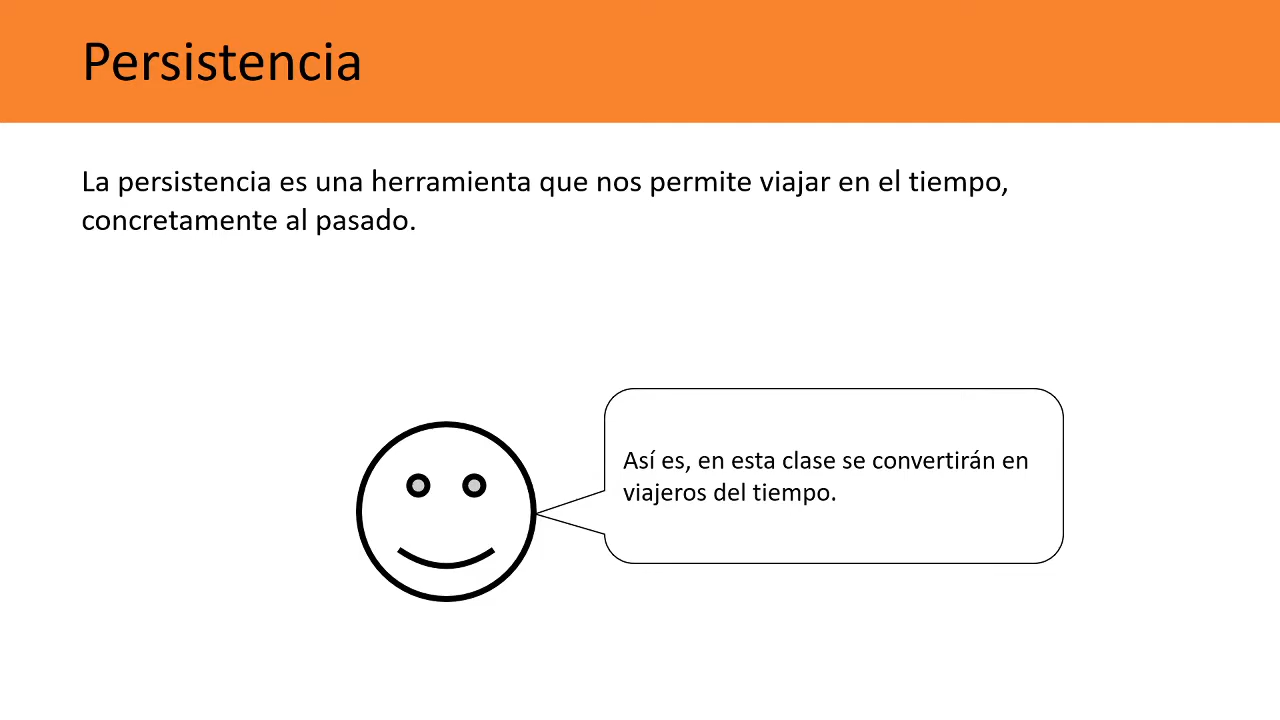 Persistencia
La persistencia es una herramienta que nos permite viajar en el tiempo,
concretamente al pasado.
Así es, en esta clase se convertirán en
viajeros del tiempo.